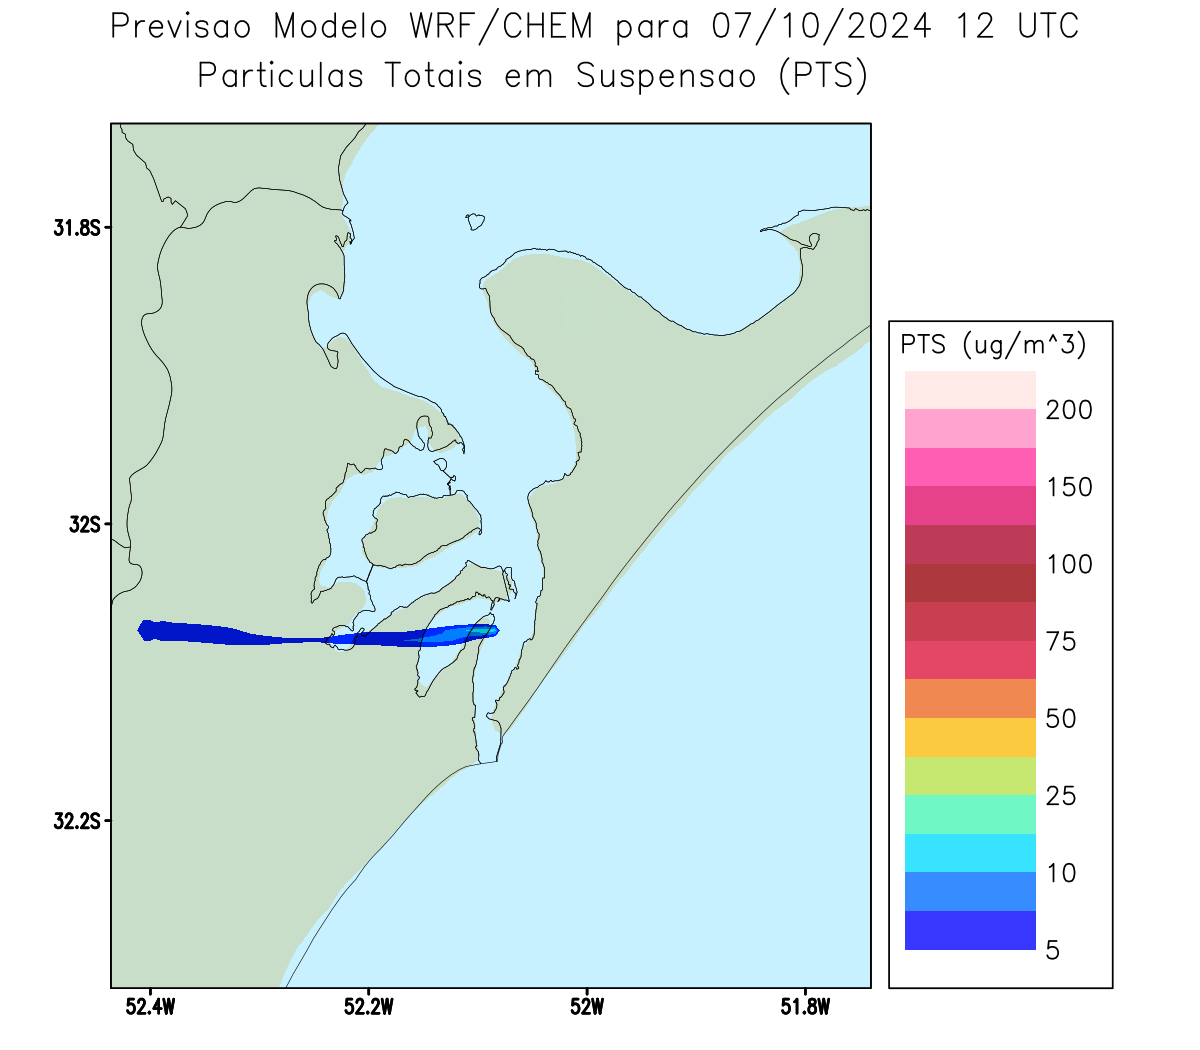 Previsao Modelo WRF/CHEM para 07/10/2024 12 UTC
Particulas Totais em Suspensao (PTS)
31.8S
32S
32.2S
52.4W
52.2W
52W
51.8W
PTS (ug/m^3)
200
150
100
75
50
25
10
5